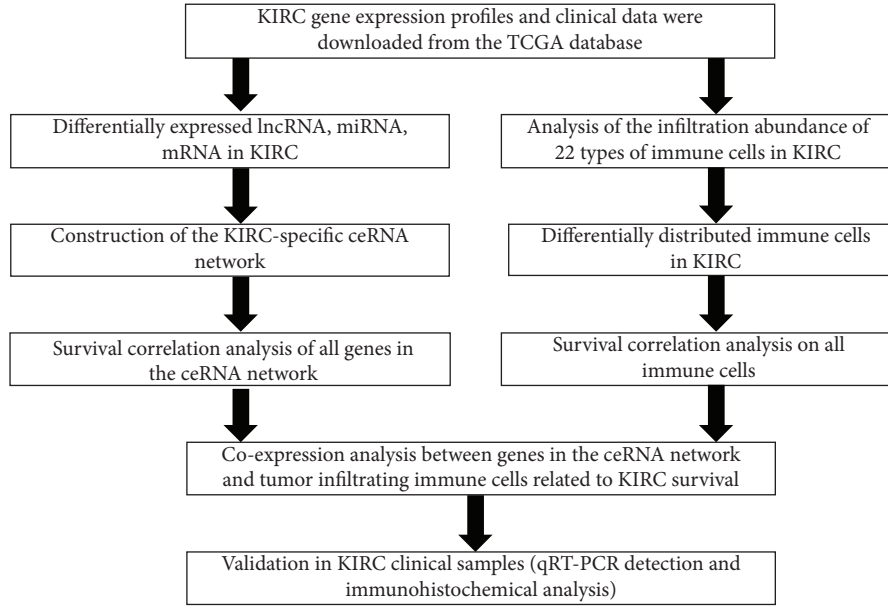 KIRC gene expression profiles and clinical data were
downloaded from the TCGA database
Differentially expressed lncRNA, miRNA,
mRNA in KIRC
Analysis of the infiltration abundance of
22 types of immune cells in KIRC
Construction of the KIRC-specific ceRNA
network
Differentially distributed immune cells
in KIRC
Survival correlation analysis of all genes in
the ceRNA network
Survival correlation analysis on all
immune cells
Co-expression analysis between genes in the ceRNA network
and tumor infiltrating immune cells related to KIRC survival
Validation in KIRC clinical samples (qRT-PCR detection and
immunohistochemical analysis)